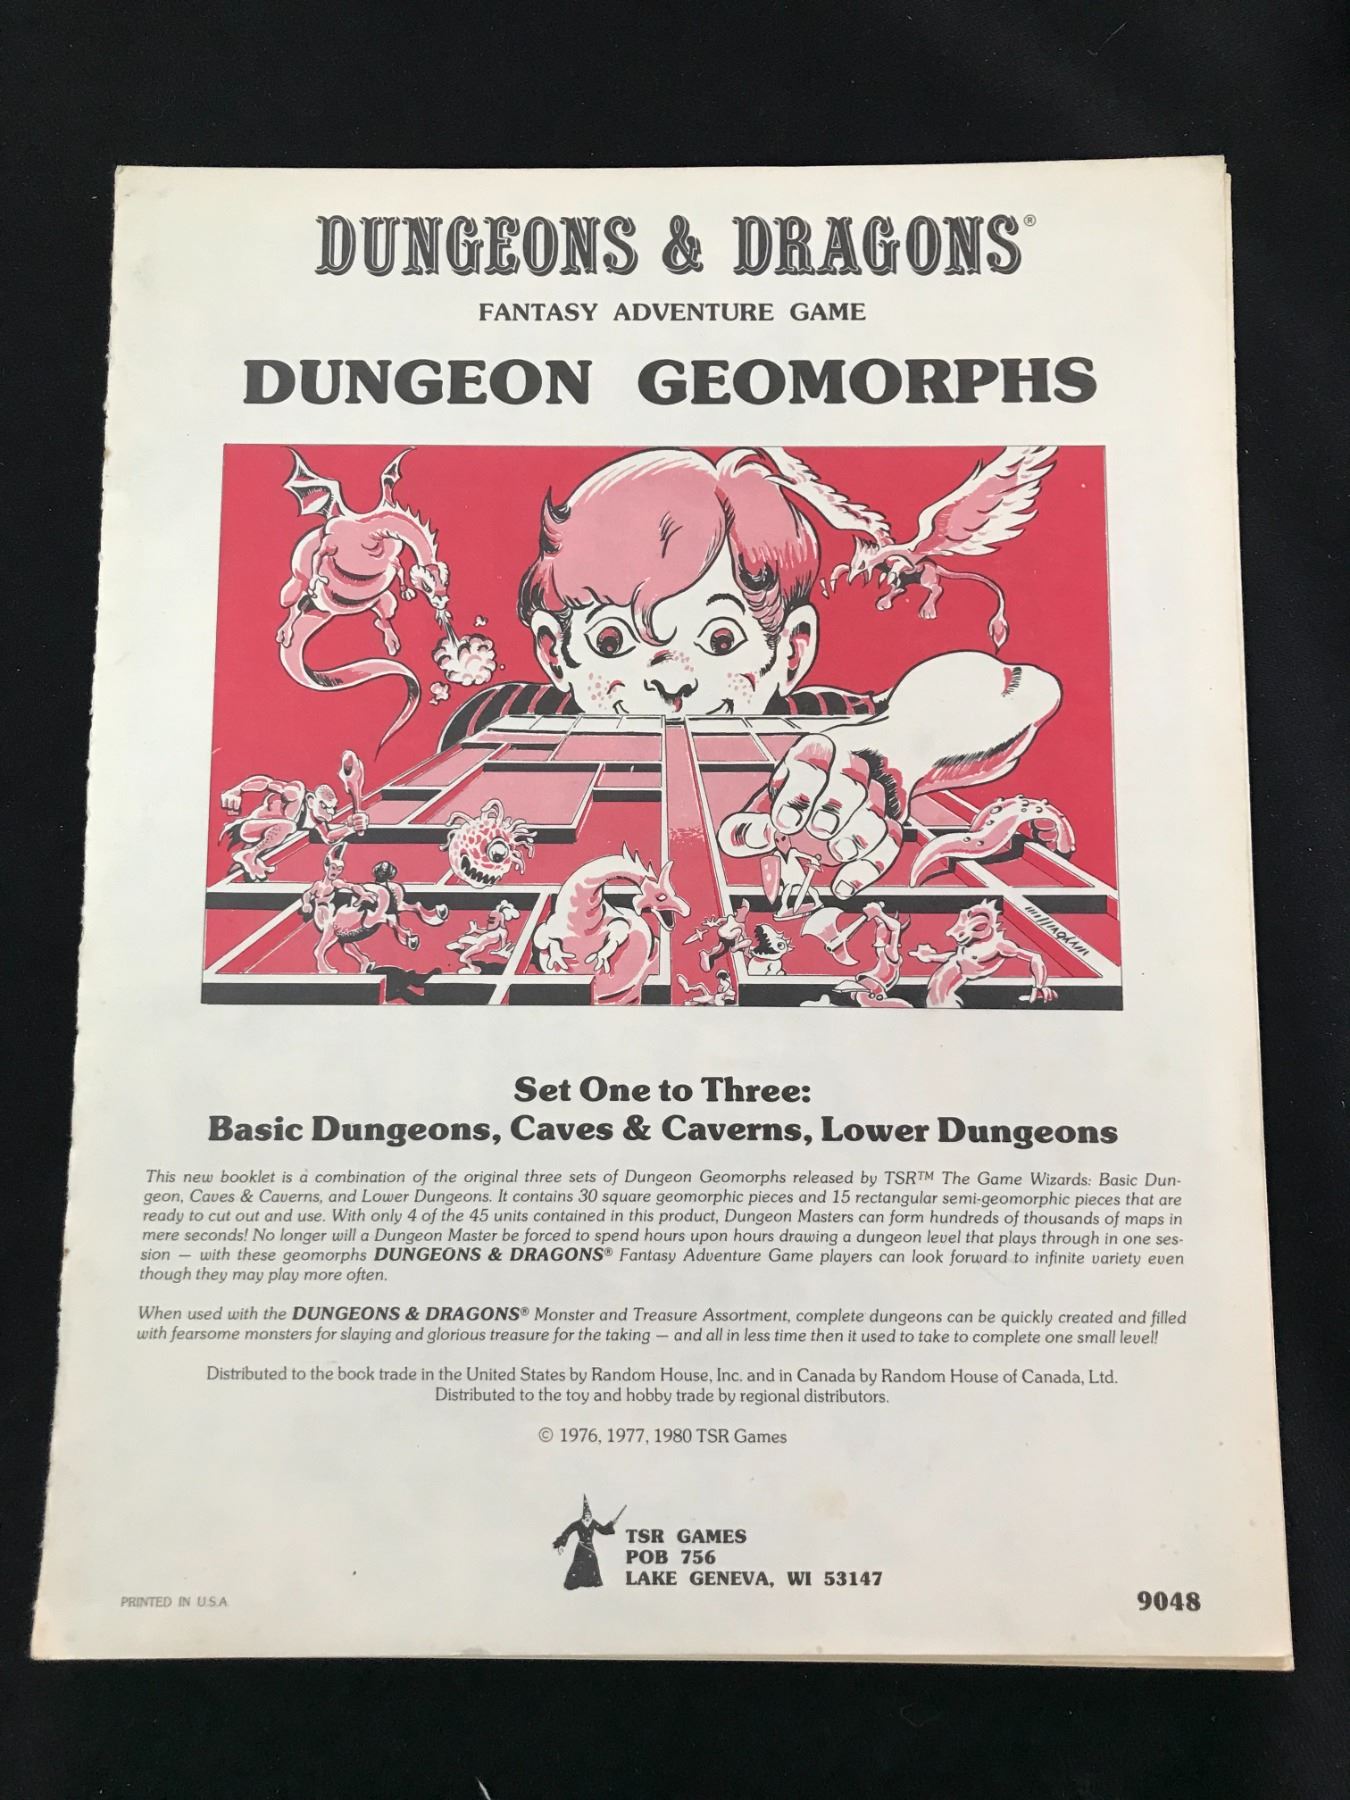 DUNGEONS & DRAGONS®
FANTASY ADVENTURE GAME
DUNGEON GEOMORPHS
Set One to Three:
Basic Dungeons, Caves & Caverns, Lower Dungeons
This new booklet is a combination of the original three sets of Dungeon Geomorphs released by TSR™ The Game Wizards: Basic Dun-
geon, Caves & Caverns, and Lower Dungeons. It contains 30 square geomorphic pieces and 15 rectangular semi-geomorphic pieces that are
ready to cut out and use. With only 4 of the 45 units contained in this product, Dungeon Masters can form hundreds of thousands of maps in
mere seconds! No longer will a Dungeon Master be forced to spend hours upon hours drawing a dungeon level that plays through in one ses-
sion — with these geomorphs DUNGEONS & DRAGONS® Fantasy Adventure Game players can look forward to infinite variety even
though they may play more often.
When used with the DUNGEONS & DRAGONS® Monster and Treasure Assortment, complete dungeons can be quickly created and filled
with fearsome monsters for slaying and glorious treasure for the taking — and all in less time then it used to take to complete one small level!
Distributed to the book trade in the United States by Random House, Inc. and in Canada by Random House of Canada, Ltd.
Distributed to the toy and hobby trade by regional distributors.
© 1976, 1977, 1980 TSR Games
TSR GAMES
POB 756
LAKE GENEVA, WI 53147
PRINTED IN U.S.A.
9048